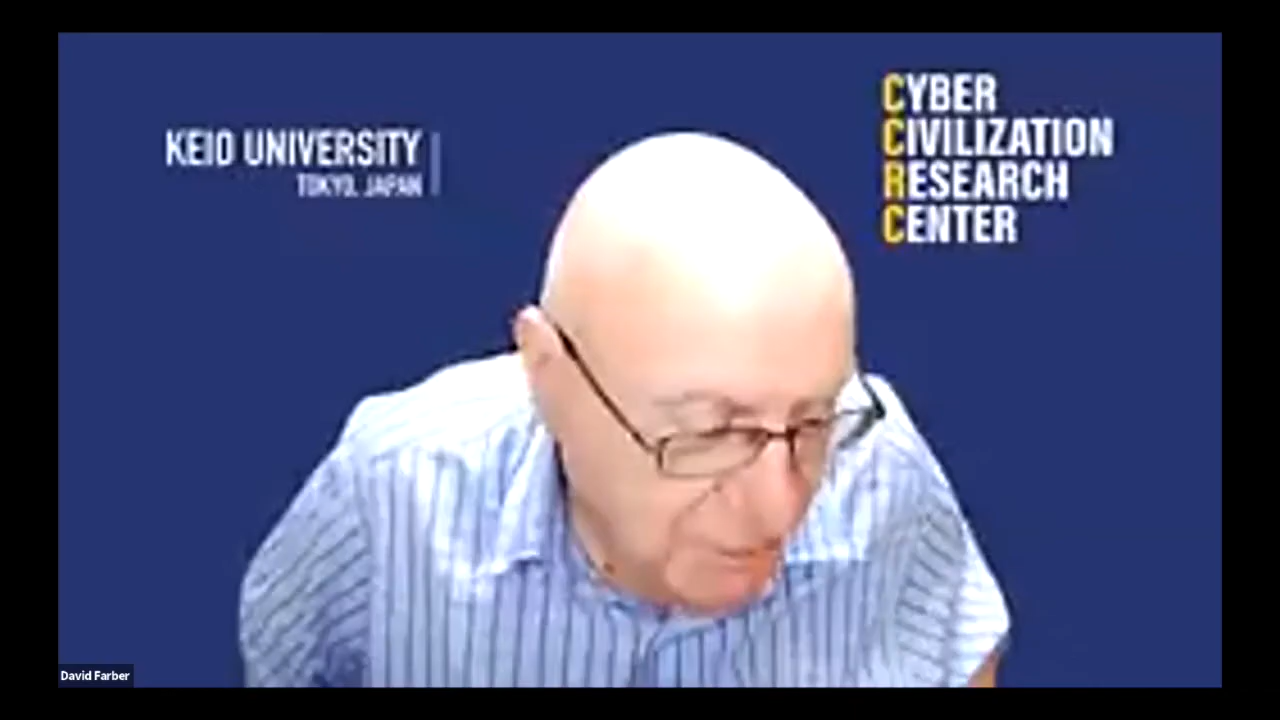 KEIO UNIVERSITY
TOKYO, JAPAN
CYBER
CIVILIZATION
RESEARCH
CENTER
David Farber